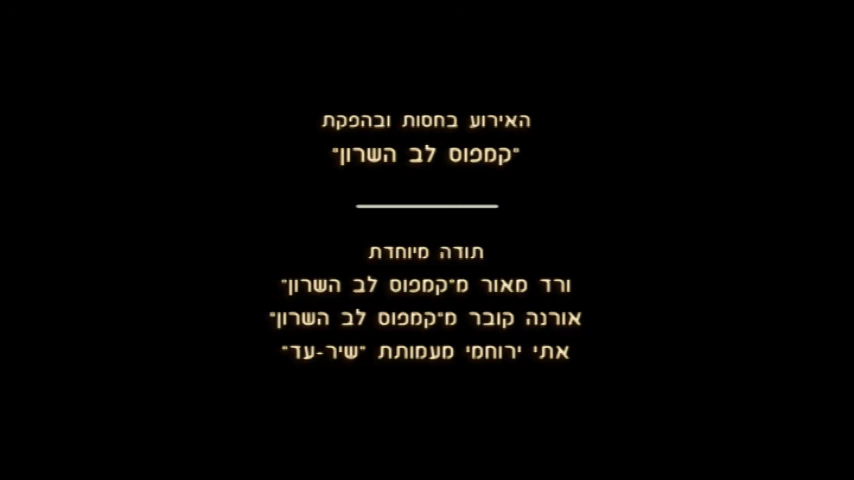 האירוע בחסות ובהפקת
"קמפוס לב השרון"
תודה מיוחדת
ורד מאור מ"קמפוס לב השרון"
אורנה קובר מ"קמפוס לב השרון"
אתי ירוחמי מעמותת "שיר-עד"